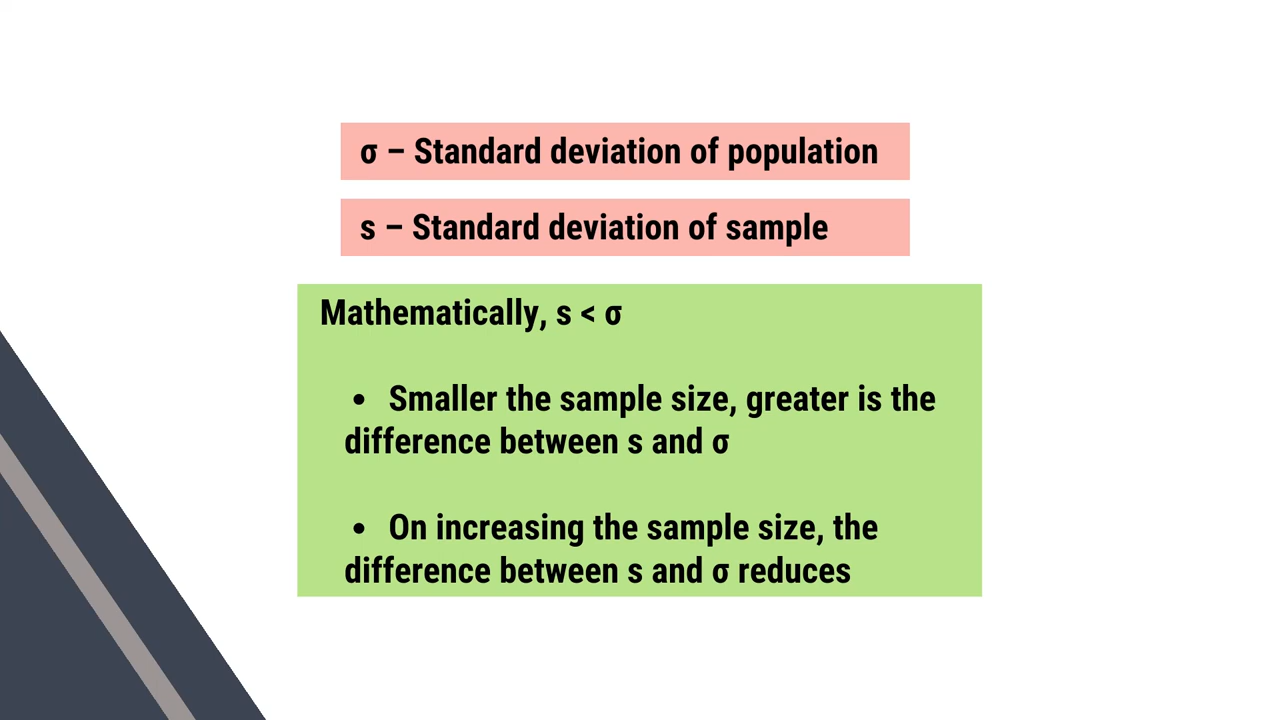 σ – Standard deviation of population
s – Standard deviation of sample
Mathematically, s < σ
• Smaller the sample size, greater is the
difference between s and σ
• On increasing the sample size, the
difference between s and σ reduces